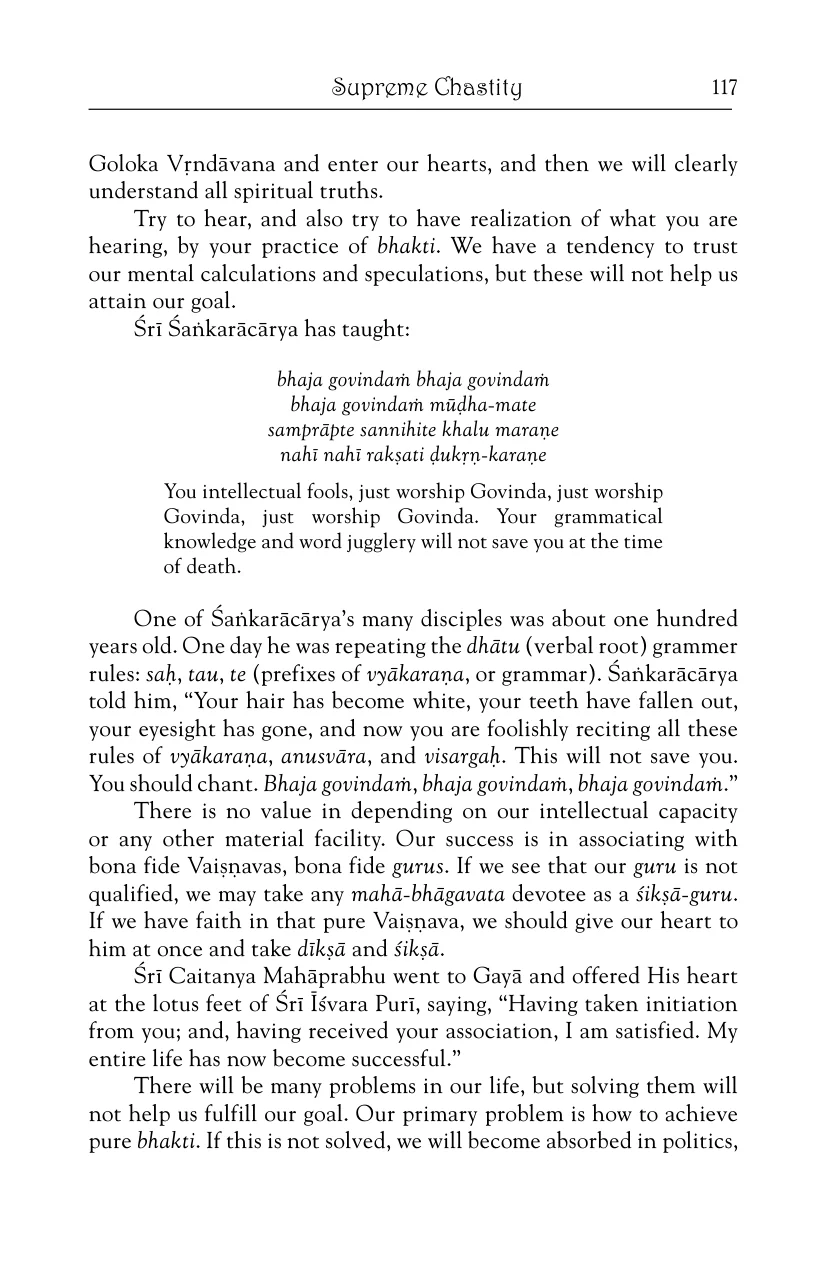 Supreme Chastity 117
Goloka Vṛndāvana and enter our hearts, and then we will clearly
understand all spiritual truths.
Try to hear, and also try to have realization of what you are
hearing, by your practice of bhakti. We have a tendency to trust
our mental calculations and speculations, but these will not help us
attain our goal.
Śrī Śaṅkarācārya has taught:
bhaja govindaṁ bhaja govindaṁ
bhaja govindaṁ mūḍha-mate
samprāpte sannihite khalu maraṇe
nahī nahī rakṣati ḍukṛṇ-karaṇe
You intellectual fools, just worship Govinda, just worship
Govinda, just worship Govinda. Your grammatical
knowledge and word jugglery will not save you at the time
of death.
One of Śaṅkarācārya’s many disciples was about one hundred
years old. One day he was repeating the dhātu (verbal root) grammer
rules: saḥ, tau, te (prefixes of vyākaraṇa, or grammar). Śaṅkarācārya
told him, “Your hair has become white, your teeth have fallen out,
your eyesight has gone, and now you are foolishly reciting all these
rules of vyākaraṇa, anusvāra, and visargaḥ. This will not save you.
You should chant. Bhaja govindaṁ, bhaja govindaṁ, bhaja govindaṁ.”
There is no value in depending on our intellectual capacity
or any other material facility. Our success is in associating with
bona fide Vaiṣṇavas, bona fide gurus. If we see that our guru is not
qualified, we may take any mahā-bhāgavata devotee as a śikṣā-guru.
If we have faith in that pure Vaiṣṇava, we should give our heart to
him at once and take dīkṣā and śikṣā.
Śrī Caitanya Mahāprabhu went to Gayā and offered His heart
at the lotus feet of Śrī Īśvara Purī, saying, “Having taken initiation
from you; and, having received your association, I am satisfied. My
entire life has now become successful.”
There will be many problems in our life, but solving them will
not help us fulfill our goal. Our primary problem is how to achieve
pure bhakti. If this is not solved, we will become absorbed in politics,